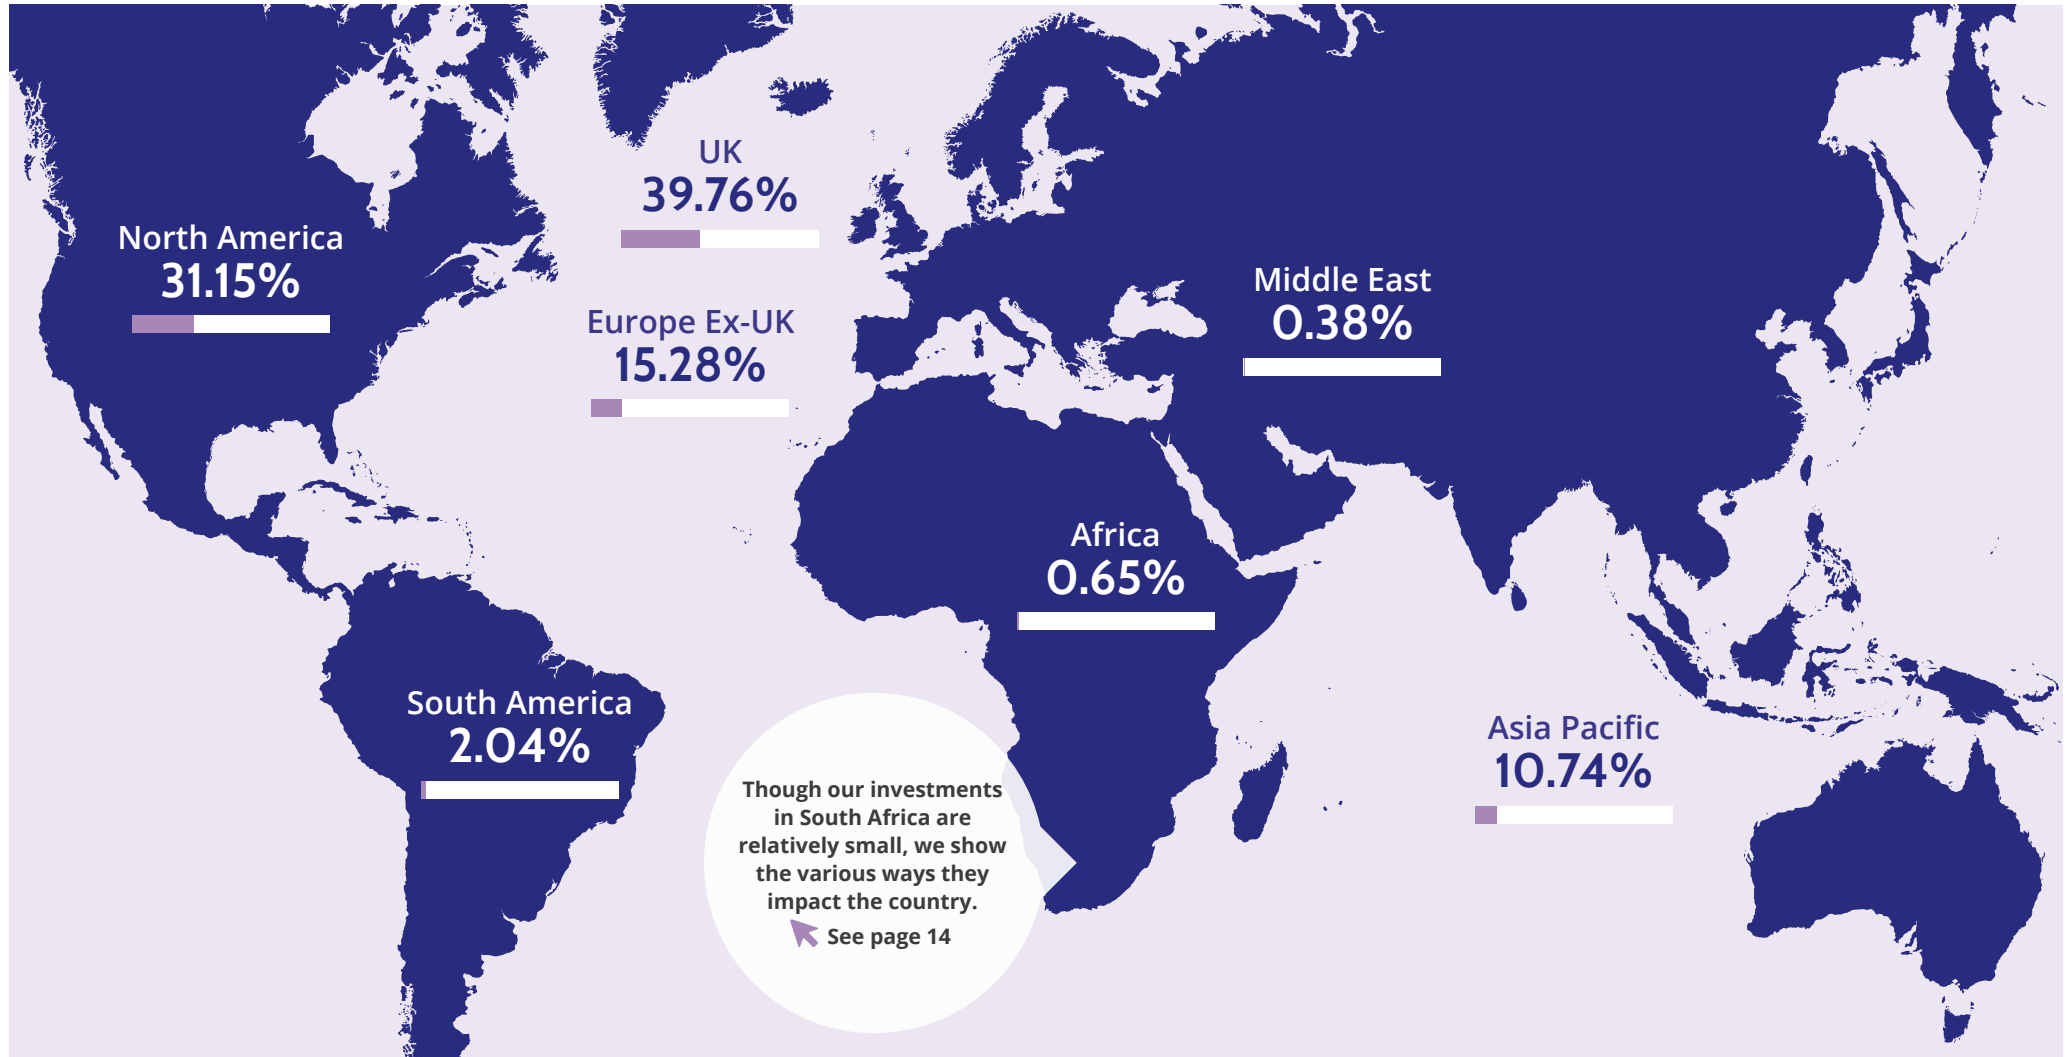 UK
39.76%
North America
31.15%
Middle East
0.38%
Europe Ex-UK
15.28%
Africa
0.65%
South America
2.04%
Asia Pacific
10.74%
Though our investments
in South Africa are
relatively small, we show
the various ways they
impact the country.
See page 14